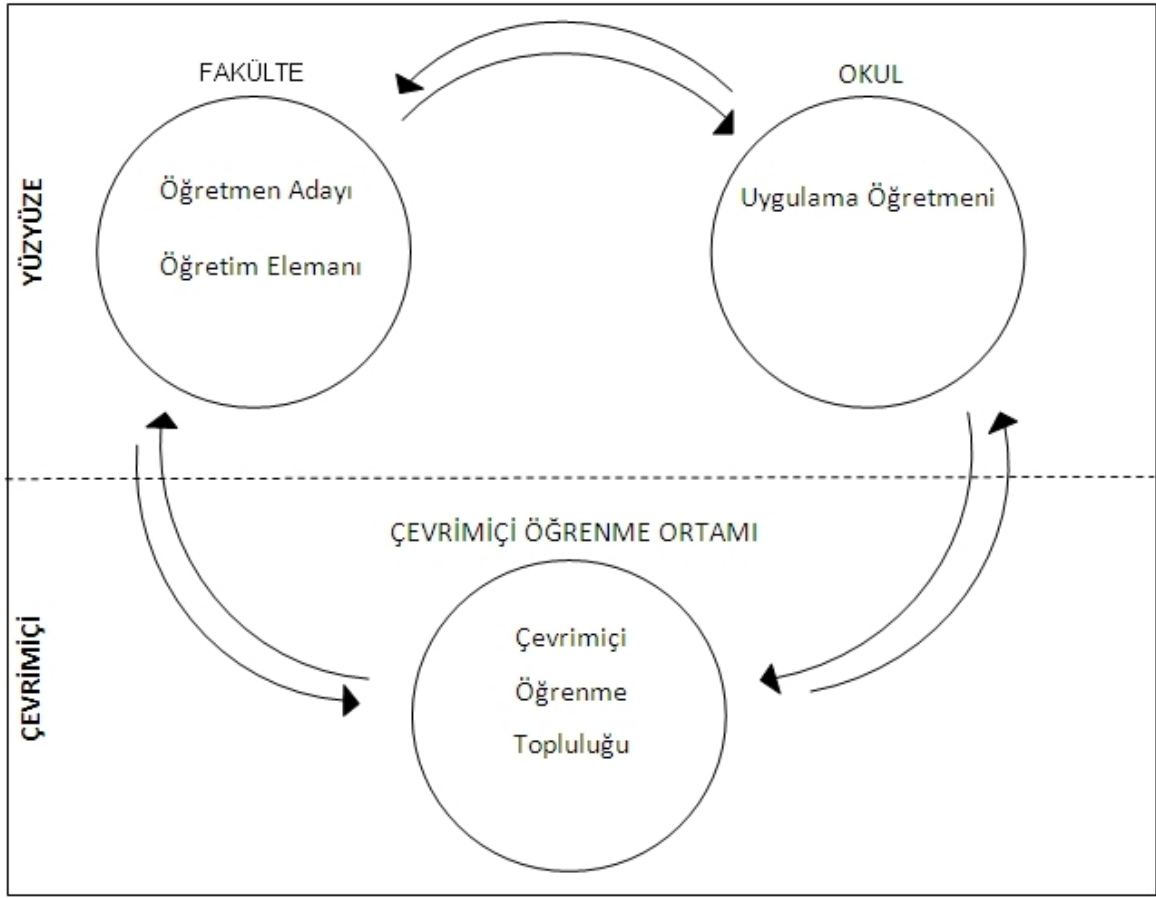 FAKÜLTE
OKUL
YÜZYÜZE
Öğretmen Adayı
Öğretim Elemanı
Uygulama Öğretmeni
ÇEVRİMİÇİ
ÇEVRİMİÇİ ÖĞRENME ORTAMI
Çevrimiçi
Öğrenme
Topluluğu